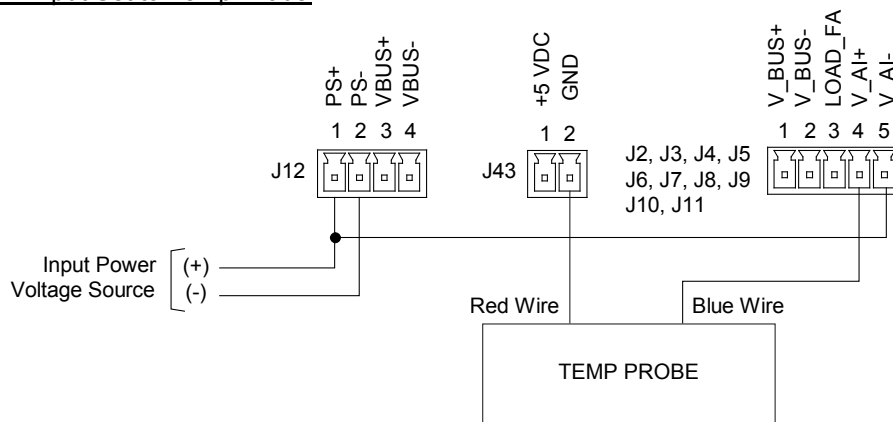 PS+
PS-
VBUS+
VBUS-
+5 VDC
GND
V_BUS+
V_BUS-
LOAD_FA
V_AI+
V_AI-
1 2 3 4
1 2
1 2 3 4 5
J12
J43
J2, J3, J4, J5
J6, J7, J8, J9
J10, J11
Input Power (+)
Voltage Source (-)
Red Wire
Blue Wire
TEMP PROBE